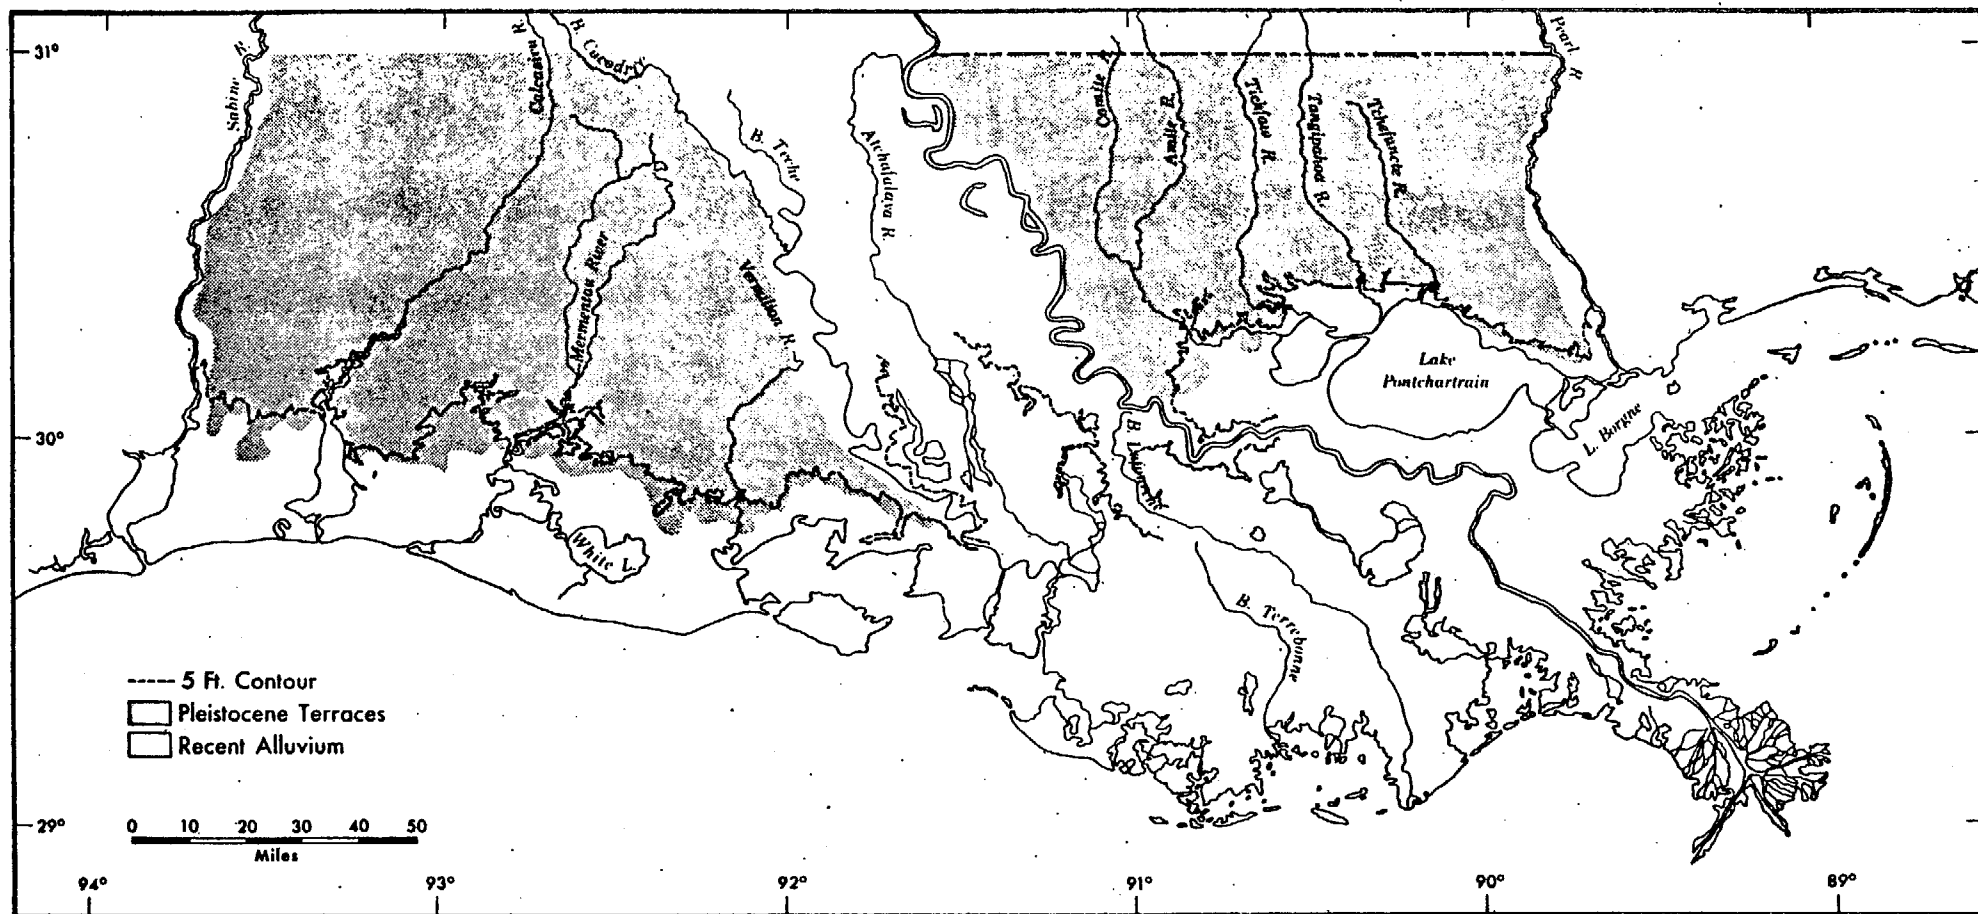 31°
Sabine R.
Calcasieu R.
B. Cocodrie
B. Teche
Atchafalaya R.
Comite R.
Amite R.
Tickfaw R.
Tangipahoa R.
Tchefuncte R.
Pearl R.
Mermentau River
Vermilion R.
Lake
Pontchartrain
L. Borgne
30°
B. Lafourche
White L.
B. Terrebonne
----- 5 Ft. Contour
Pleistocene Terraces
Recent Alluvium
0 10 20 30 40 50
Miles
29°
94° 93° 92° 91° 90° 89°